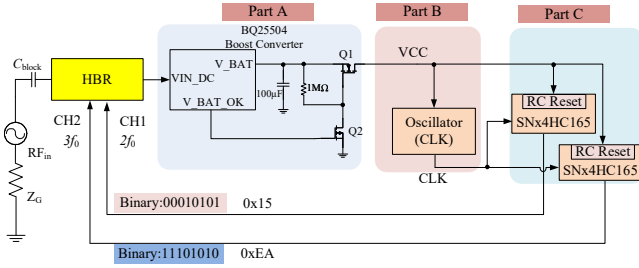 Part A
Part B
Part C
BQ25504
Boost Converter
Cblock
HBR
VIN_DC
V_BAT
V_BAT_OK
100μF
1MΩ
Q1
Q2
VCC
Oscillator
(CLK)
CLK
RC Reset
SNx4HC165
RC Reset
SNx4HC165
CH2
3f0
CH1
2f0
RFin
ZG
Binary:00010101 0x15
Binary:11101010 0xEA